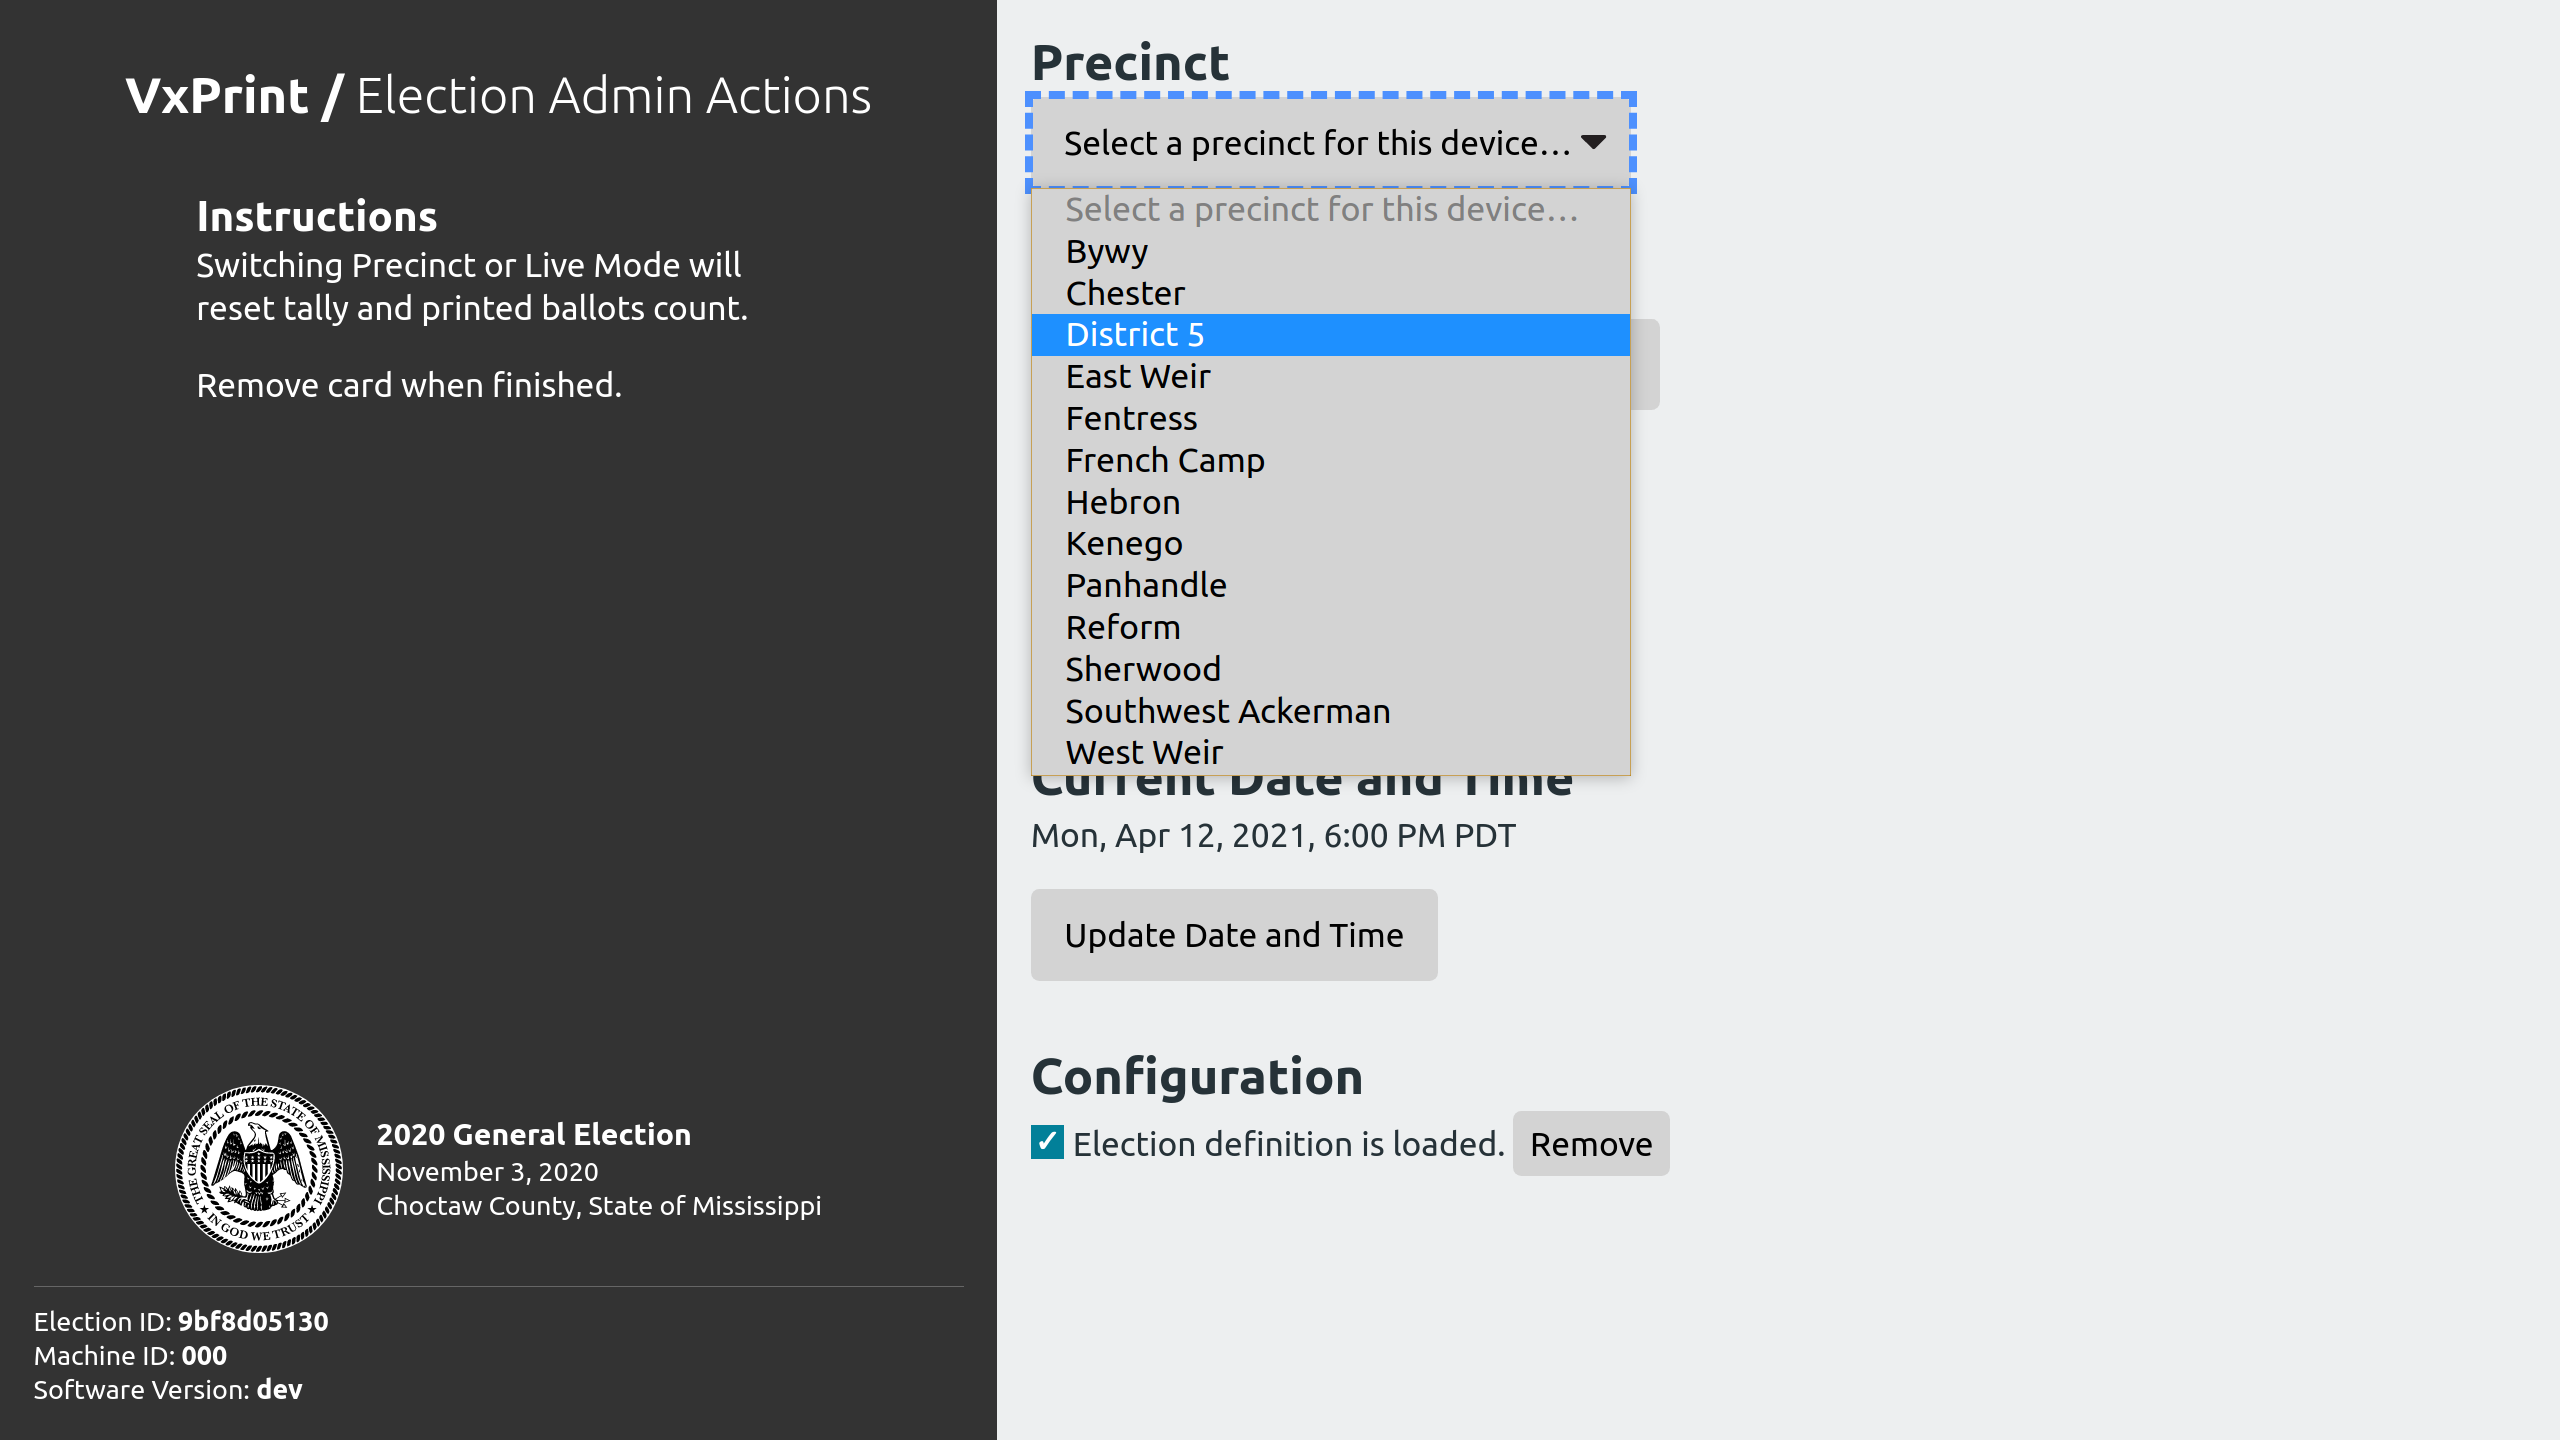 VxPrint / Election Admin Actions
Instructions
Switching Precinct or Live Mode will
reset tally and printed ballots count.
Remove card when finished.
THE GREAT SEAL OF THE STATE OF MISSISSIPPI
IN GOD WE TRUST
2020 General Election
November 3, 2020
Choctaw County, State of Mississippi
Election ID: 9bf8d05130
Machine ID: 000
Software Version: dev
Precinct
Select a precinct for this device…
Select a precinct for this device…
Bywy
Chester
District 5
East Weir
Fentress
French Camp
Hebron
Kenego
Panhandle
Reform
Sherwood
Southwest Ackerman
West Weir
Current Date and Time
Mon, Apr 12, 2021, 6:00 PM PDT
Update Date and Time
Configuration
✓ Election definition is loaded. Remove